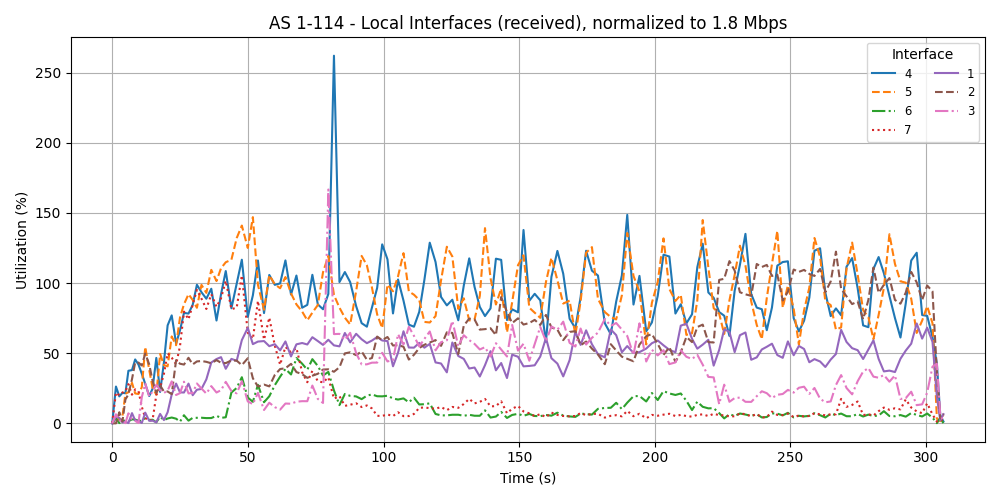 AS 1-114 - Local Interfaces (received), normalized to 1.8 Mbps
Utilization (%)
250
200
150
100
50
0
0 50 100 150 200 250 300
Time (s)
Interface
4 1
5 2
6 3
7